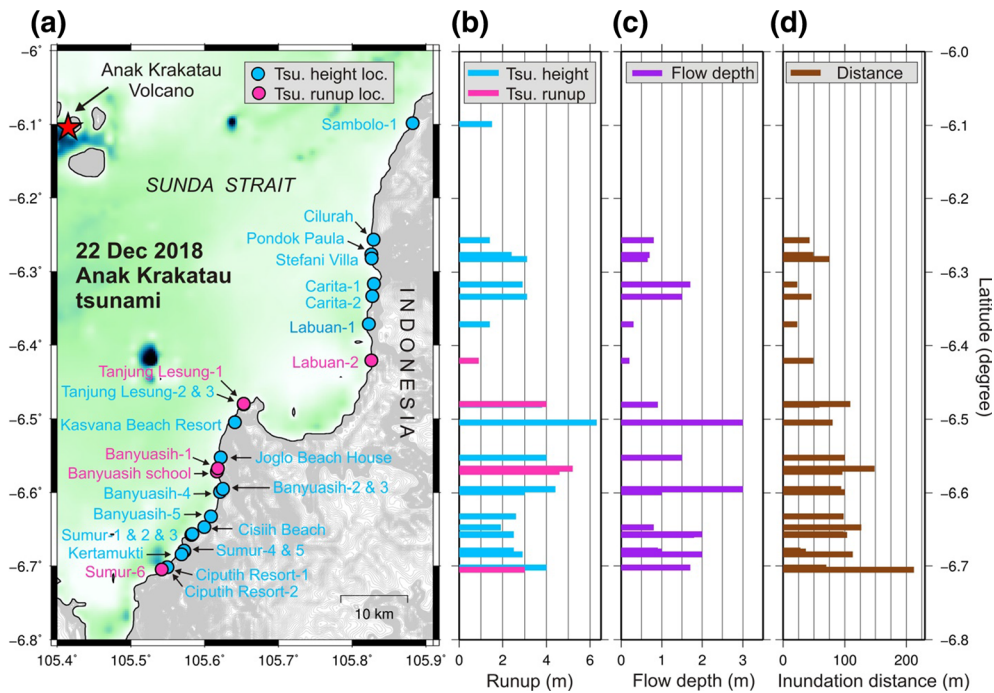 (a)
Anak Krakatau
Volcano
Tsu. height loc.
Tsu. runup loc.
Sambolo-1
SUNDA STRAIT
Cilurah
Pondok Paula
Stefani Villa
22 Dec 2018
Anak Krakatau
tsunami
Carita-1
Carita-2
Labuan-1
Labuan-2
INDONESIA
Tanjung Lesung-1
Tanjung Lesung-2 & 3
Kasvana Beach Resort
Banyuasih-1
Joglo Beach House
Banyuasih school
Banyuasih-4
Banyuasih-2 & 3
Banyuasih-5
Sumur-1 & 2 & 3
Cisiih Beach
Kertamukti
Sumur-4 & 5
Sumur-6
Ciputih Resort-1
Ciputih Resort-2
10 km
−6˚
−6.1˚
−6.2˚
−6.3˚
−6.4˚
−6.5˚
−6.6˚
−6.7˚
−6.8˚
105.4˚ 105.5˚ 105.6˚ 105.7˚ 105.8˚ 105.9˚
(b)
Tsu. height
Tsu. runup
0 2 4 6
Runup (m)
(c)
Flow depth
0 1 2 3
Flow depth (m)
(d)
Distance
0 100 200
Inundation distance (m)
−6.0
−6.1
−6.2
−6.3
−6.4
−6.5
−6.6
−6.7
−6.8
Latitude (degree)